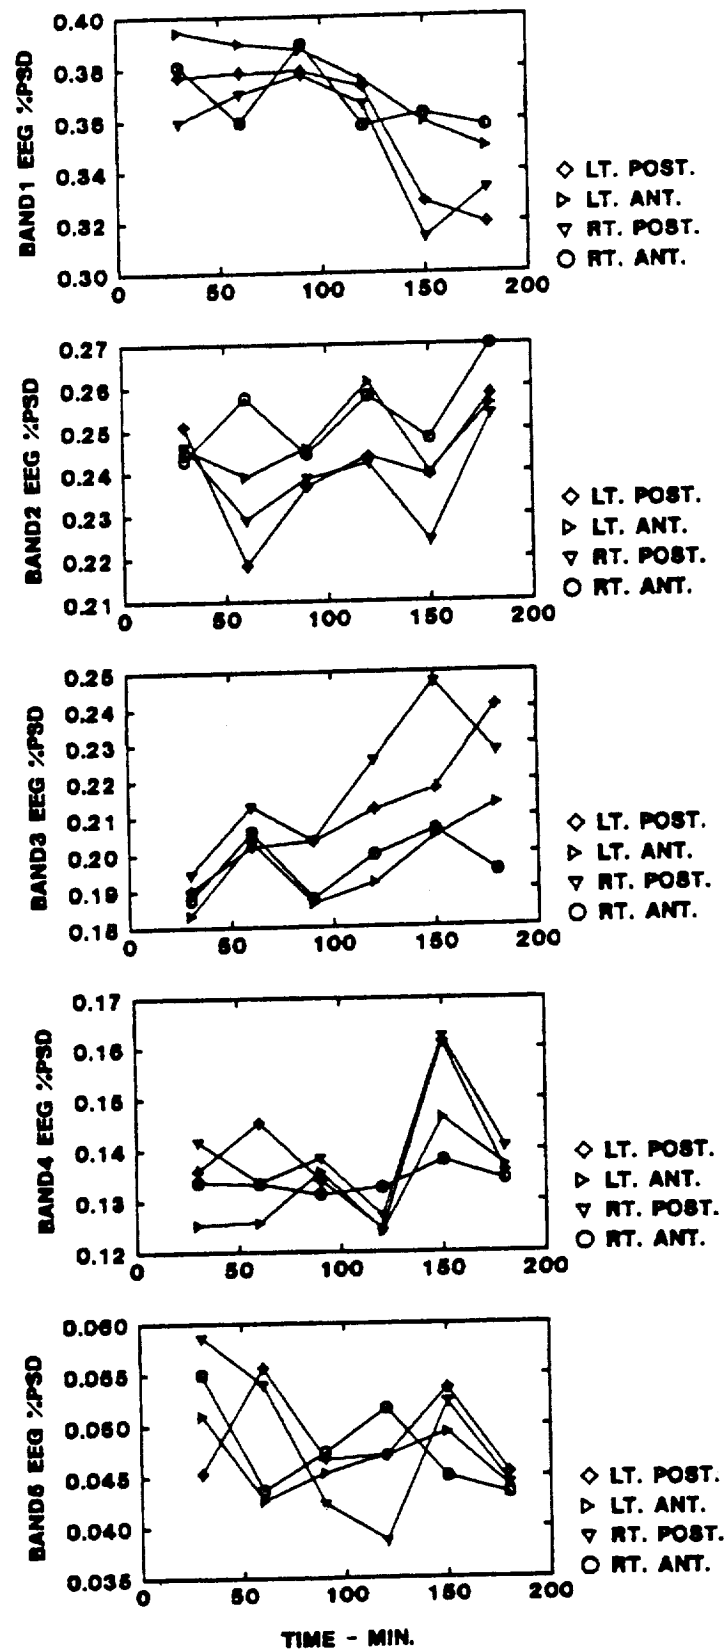 BAND1 EEG %PSD
0.40
0.38
0.36
0.34
0.32
0.30
0 50 100 150 200
◇ LT. POST.
▷ LT. ANT.
▽ RT. POST.
○ RT. ANT.
BAND2 EEG %PSD
0.27
0.26
0.25
0.24
0.23
0.22
0.21
0 50 100 150 200
◇ LT. POST.
▷ LT. ANT.
▽ RT. POST.
○ RT. ANT.
BAND3 EEG %PSD
0.25
0.24
0.23
0.22
0.21
0.20
0.19
0.18
0 50 100 150 200
◇ LT. POST.
▷ LT. ANT.
▽ RT. POST.
○ RT. ANT.
BAND4 EEG %PSD
0.17
0.16
0.15
0.14
0.13
0.12
0 50 100 150 200
◇ LT. POST.
▷ LT. ANT.
▽ RT. POST.
○ RT. ANT.
BAND5 EEG %PSD
0.060
0.055
0.050
0.045
0.040
0.035
0 50 100 150 200
◇ LT. POST.
▷ LT. ANT.
▽ RT. POST.
○ RT. ANT.
TIME - MIN.